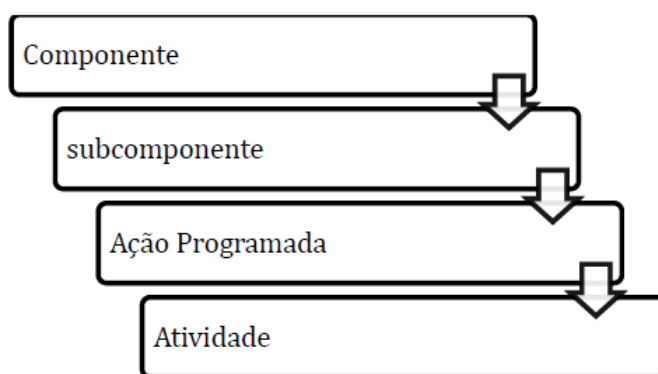 Componente
subcomponente
Ação Programada
Atividade